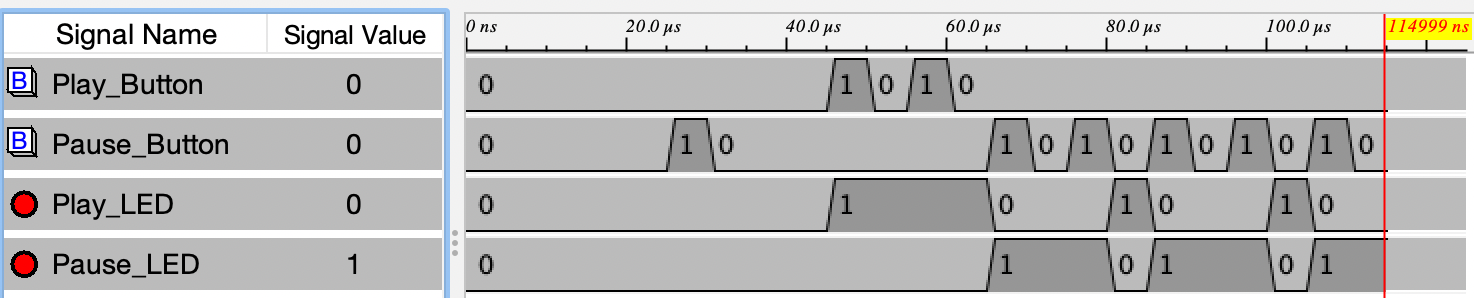 Signal Name Signal Value 0 ns 20.0 µs 40.0 µs 60.0 µs 80.0 µs 100.0 µs 114999 ns
B Play_Button 0 0 1 0 1 0
B Pause_Button 0 0 1 0 1 0 1 0 1 0 1 0 1 0
Play_LED 0 0 1 0 1 0 1 0
Pause_LED 1 0 1 0 1 0 1